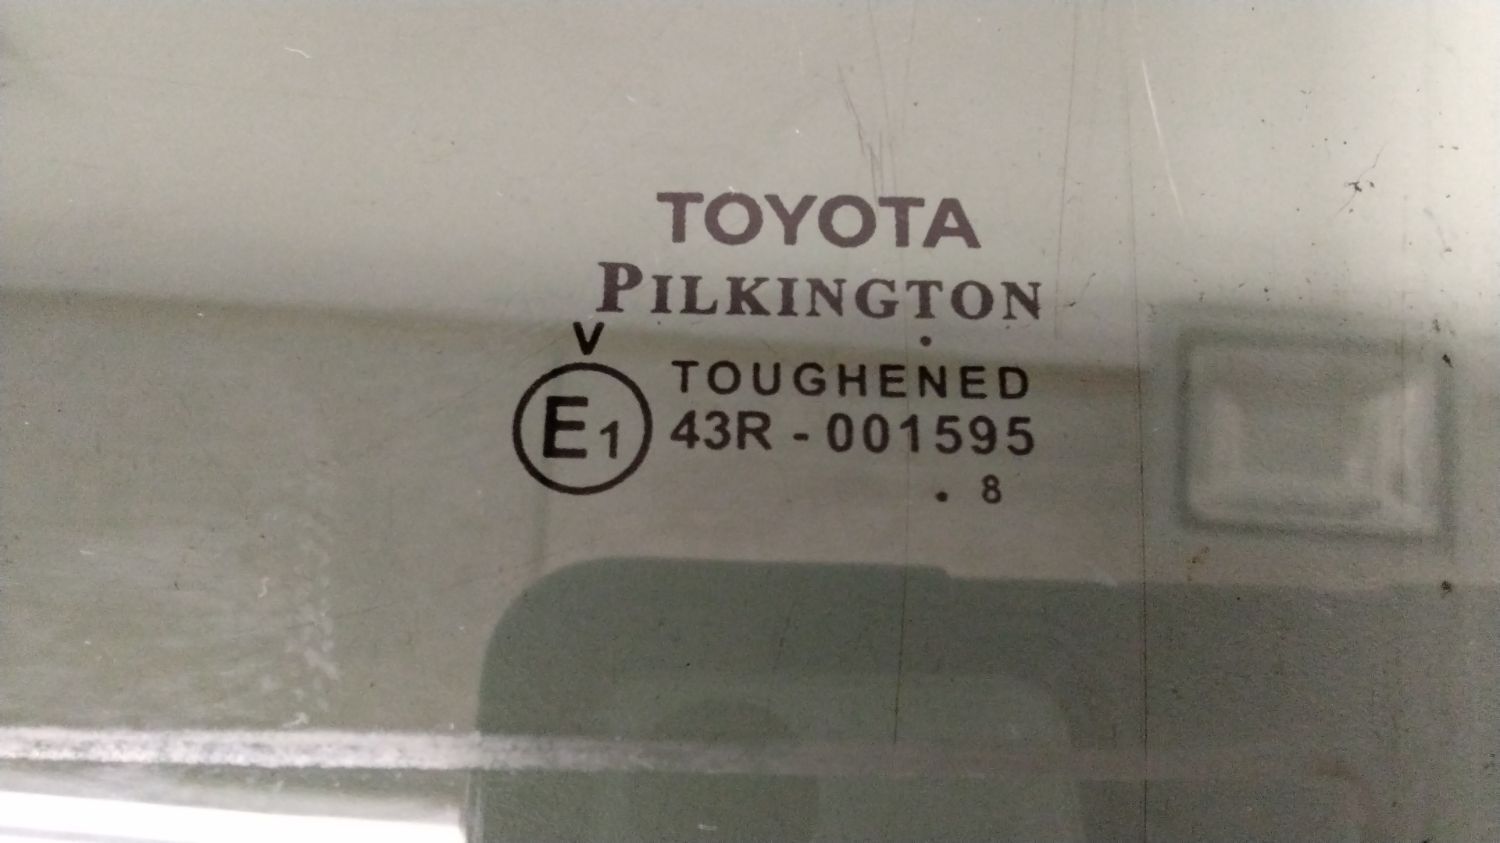 TOYOTA
PILKINGTON
V .
E1 TOUGHENED
43R - 001595
. 8